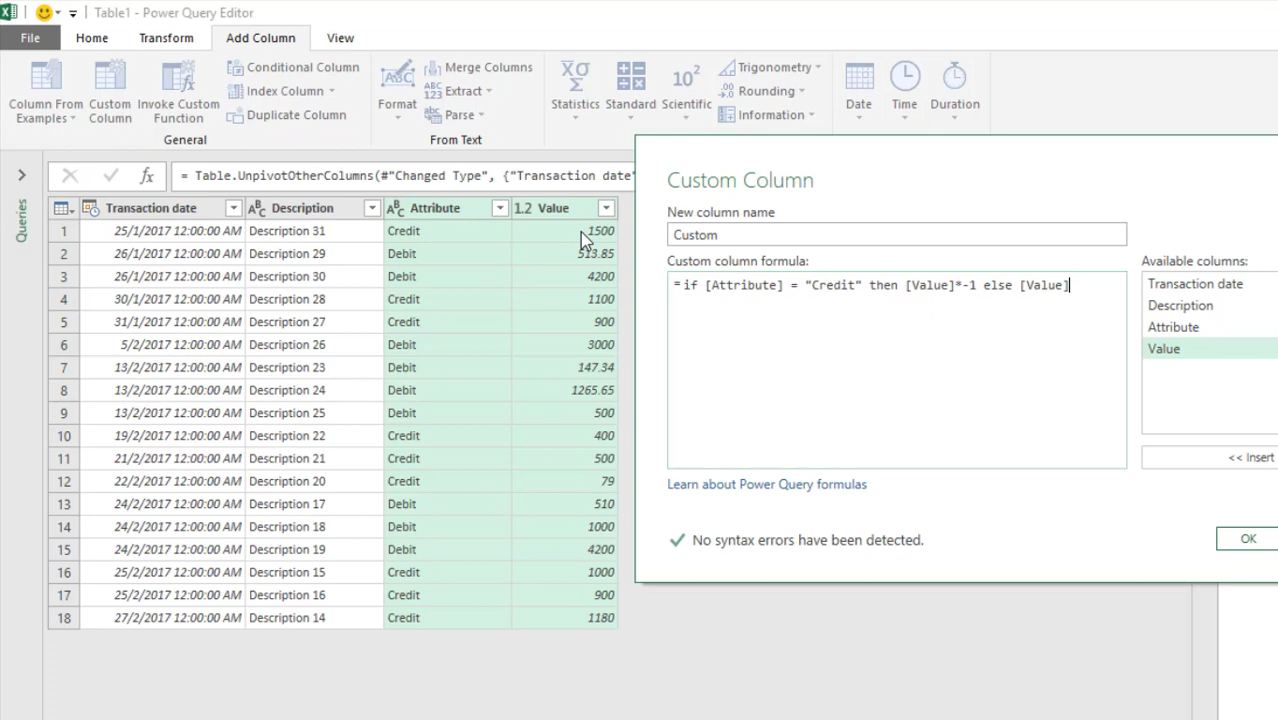 Table1 - Power Query Editor
File Home Transform Add Column View
Column From Examples
Custom Column
Invoke Custom Function
Conditional Column
Index Column
Duplicate Column
General
Format
ABC
Merge Columns
ABC 123 Extract
abc Parse
From Text
XΣσ Statistics
Standard
10² Scientific
Trigonometry
.00 Rounding
Information
Date
Time
Duration
fx = Table.UnpivotOtherColumns(#"Changed Type", {"Transaction date"
Queries
Transaction date ABC Description ABC Attribute 1.2 Value
1 25/1/2017 12:00:00 AM Description 31 Credit 1500
2 26/1/2017 12:00:00 AM Description 29 Debit 513.85
3 26/1/2017 12:00:00 AM Description 30 Debit 4200
4 30/1/2017 12:00:00 AM Description 28 Credit 1100
5 31/1/2017 12:00:00 AM Description 27 Credit 900
6 5/2/2017 12:00:00 AM Description 26 Debit 3000
7 13/2/2017 12:00:00 AM Description 23 Debit 147.34
8 13/2/2017 12:00:00 AM Description 24 Debit 1265.65
9 13/2/2017 12:00:00 AM Description 25 Debit 500
10 19/2/2017 12:00:00 AM Description 22 Credit 400
11 21/2/2017 12:00:00 AM Description 21 Credit 500
12 22/2/2017 12:00:00 AM Description 20 Credit 79
13 24/2/2017 12:00:00 AM Description 17 Debit 510
14 24/2/2017 12:00:00 AM Description 18 Debit 1000
15 24/2/2017 12:00:00 AM Description 19 Debit 4200
16 25/2/2017 12:00:00 AM Description 15 Credit 1000
17 25/2/2017 12:00:00 AM Description 16 Credit 900
18 27/2/2017 12:00:00 AM Description 14 Credit 1180
Custom Column
New column name
Custom
Custom column formula:
=if [Attribute] = "Credit" then [Value]*-1 else [Value]
Available columns:
Transaction date
Description
Attribute
Value
<< Insert
Learn about Power Query formulas
No syntax errors have been detected.
OK